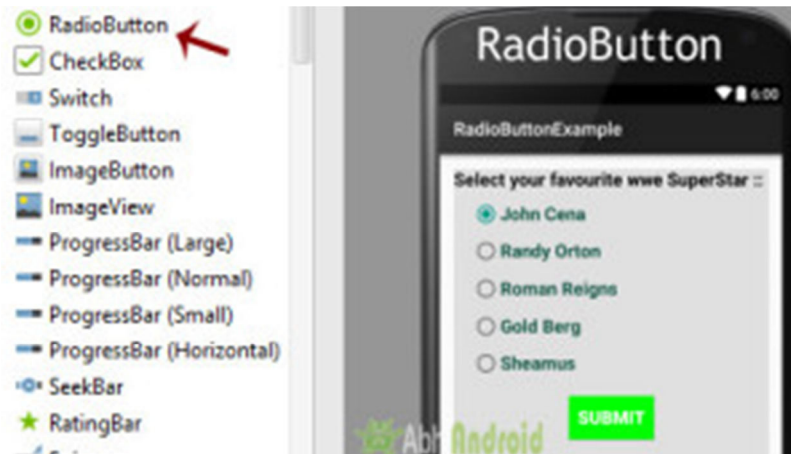 RadioButton
CheckBox
Switch
ToggleButton
ImageButton
ImageView
ProgressBar (Large)
ProgressBar (Normal)
ProgressBar (Small)
ProgressBar (Horizontal)
SeekBar
RatingBar
RadioButton
6:00
RadioButtonExample
Select your favourite wwe SuperStar ::
John Cena
Randy Orton
Roman Reigns
Gold Berg
Sheamus
SUBMIT
AbhiAndroid